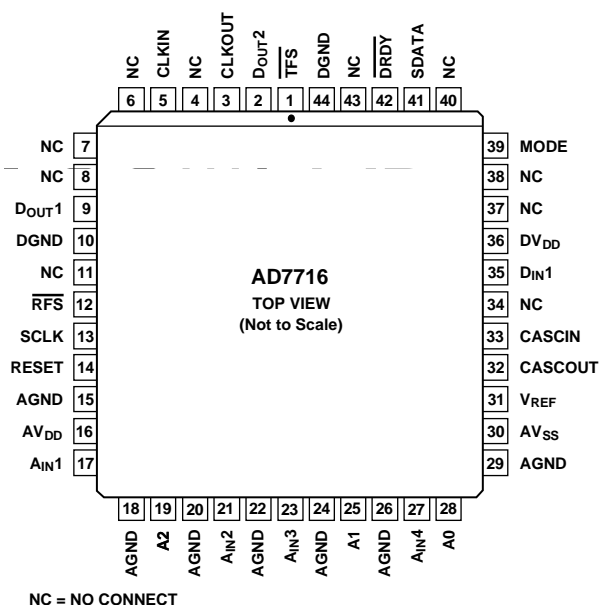 NC CLKIN NC CLKOUT DOUT2 TFS DGND NC DRDY SDATA NC
6 5 4 3 2 1 44 43 42 41 40
NC 7
NC 8
DOUT1 9
DGND 10
NC 11
RFS 12
SCLK 13
RESET 14
AGND 15
AVDD 16
AIN1 17
AD7716
TOP VIEW
(Not to Scale)
39 MODE
38 NC
37 NC
36 DVDD
35 DIN1
34 NC
33 CASCIN
32 CASCOUT
31 VREF
30 AVSS
29 AGND
18 19 20 21 22 23 24 25 26 27 28
AGND A2 AGND AIN2 AGND AIN3 AGND A1 AGND AIN4 A0
NC = NO CONNECT